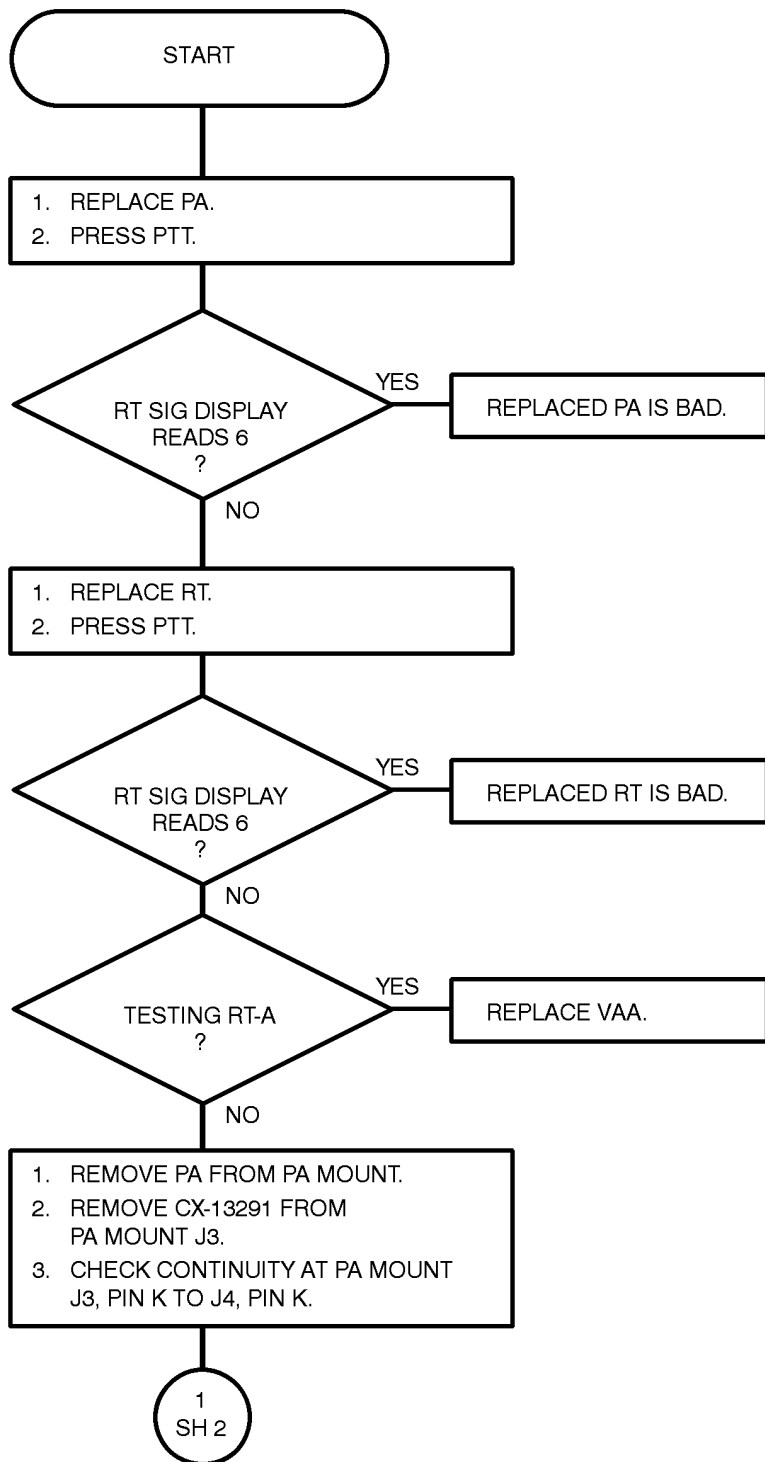 START
1. REPLACE PA.
2. PRESS PTT.
RT SIG DISPLAY
READS 6
?
YES
REPLACED PA IS BAD.
NO
1. REPLACE RT.
2. PRESS PTT.
RT SIG DISPLAY
READS 6
?
YES
REPLACED RT IS BAD.
NO
TESTING RT-A
?
YES
REPLACE VAA.
NO
1. REMOVE PA FROM PA MOUNT.
2. REMOVE CX-13291 FROM
PA MOUNT J3.
3. CHECK CONTINUITY AT PA MOUNT
J3, PIN K TO J4, PIN K.
1
SH 2